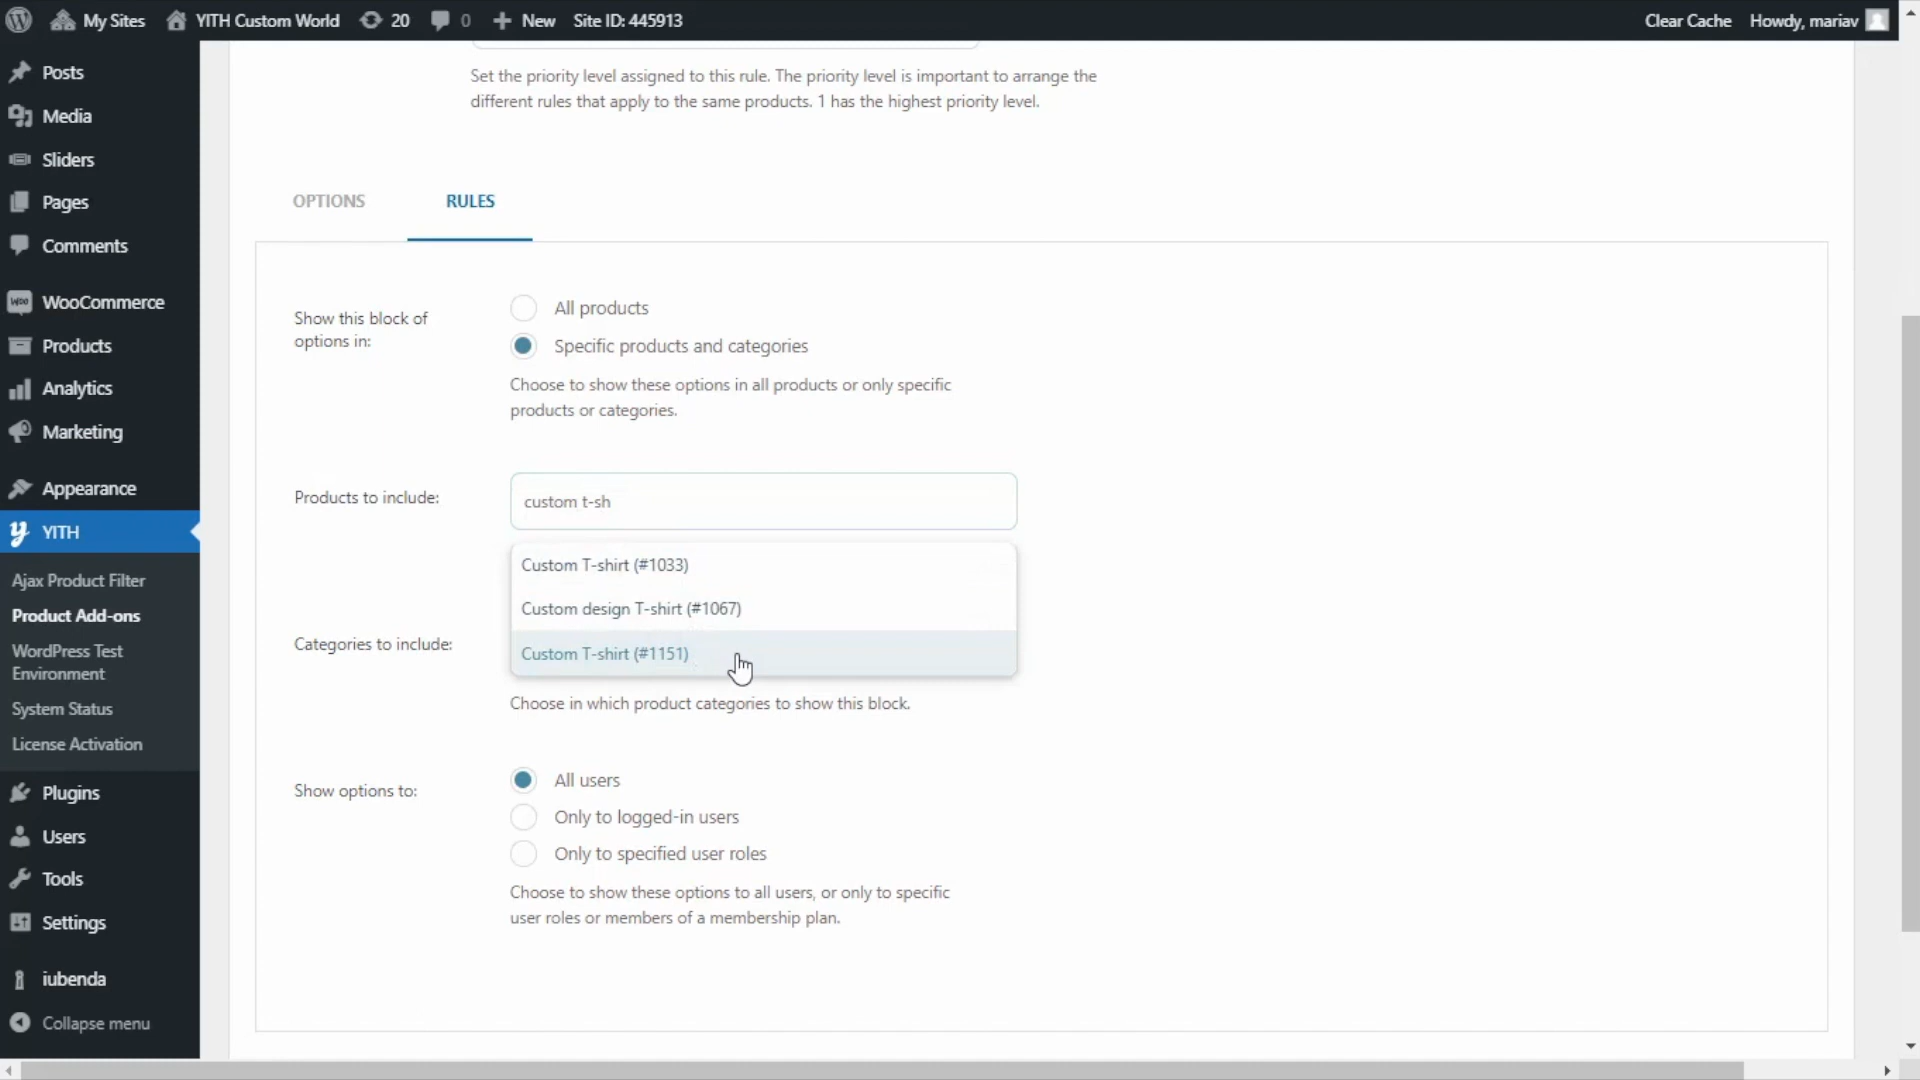 My Sites
YITH Custom World
20
0
New
Site ID: 445913
Clear Cache
Howdy, mariav
Posts
Media
Sliders
Pages
Comments
WooCommerce
Products
Analytics
Marketing
Appearance
YITH
Ajax Product Filter
Product Add-ons
WordPress Test
Environment
System Status
License Activation
Plugins
Users
Tools
Settings
iubenda
Collapse menu
Set the priority level assigned to this rule. The priority level is important to arrange the
different rules that apply to the same products. 1 has the highest priority level.
OPTIONS
RULES
Show this block of
options in:
All products
Specific products and categories
Choose to show these options in all products or only specific
products or categories.
Products to include:
custom t-sh
Custom T-shirt (#1033)
Custom design T-shirt (#1067)
Custom T-shirt (#1151)
Categories to include:
Choose in which product categories to show this block.
Show options to:
All users
Only to logged-in users
Only to specified user roles
Choose to show these options to all users, or only to specific
user roles or members of a membership plan.